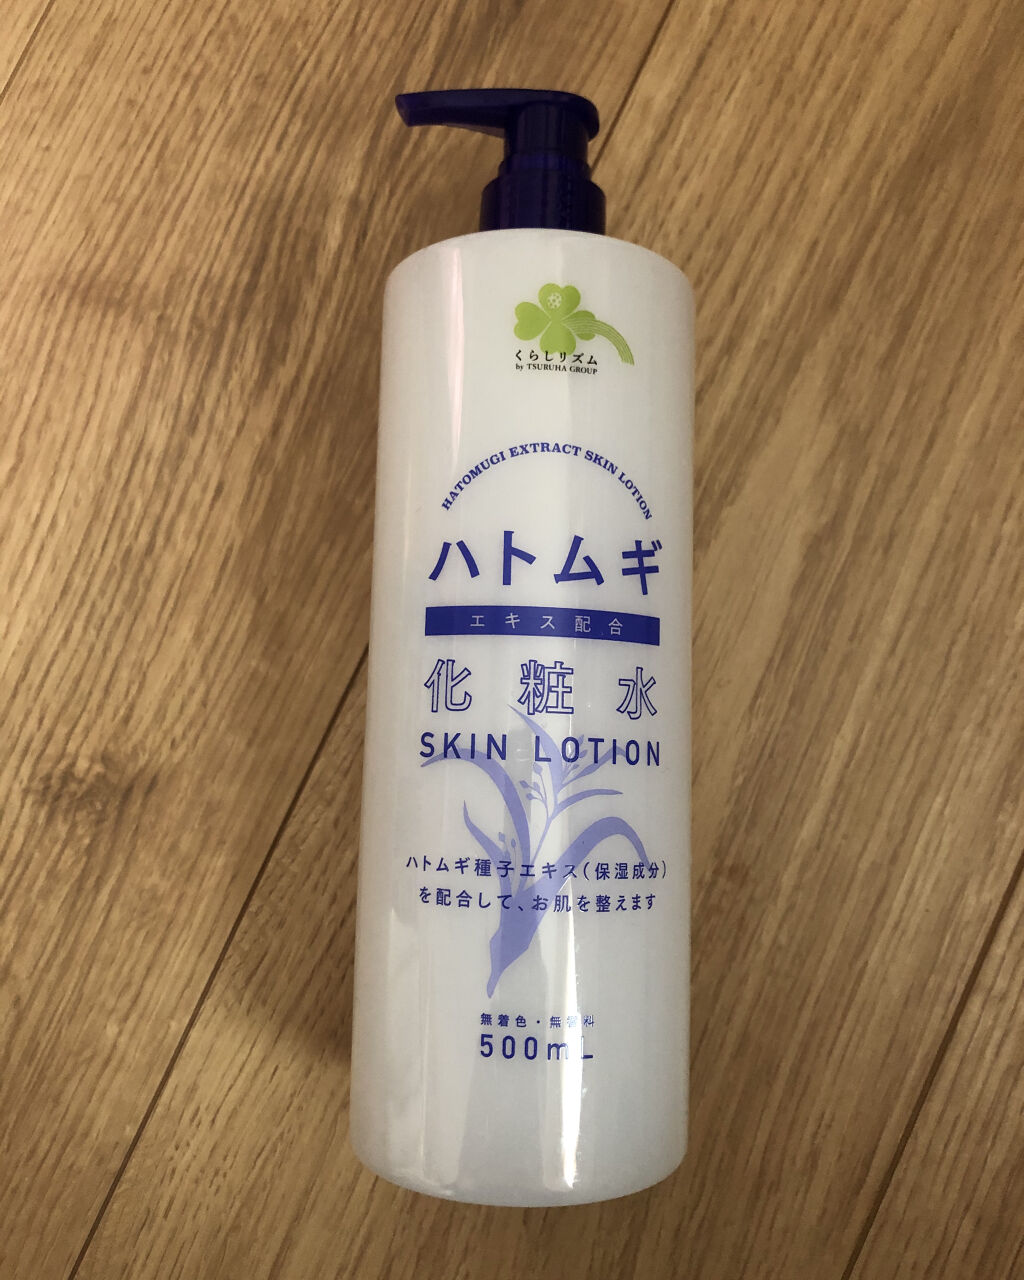 くらしリズム
by TSURUHA GROUP
HATOMUGI EXTRACT SKIN LOTION
ハトムギ
エキス配合
化粧水
SKIN LOTION
ハトムギ種子エキス(保湿成分)
を配合して、お肌を整えます
無着色・無香料
500mL